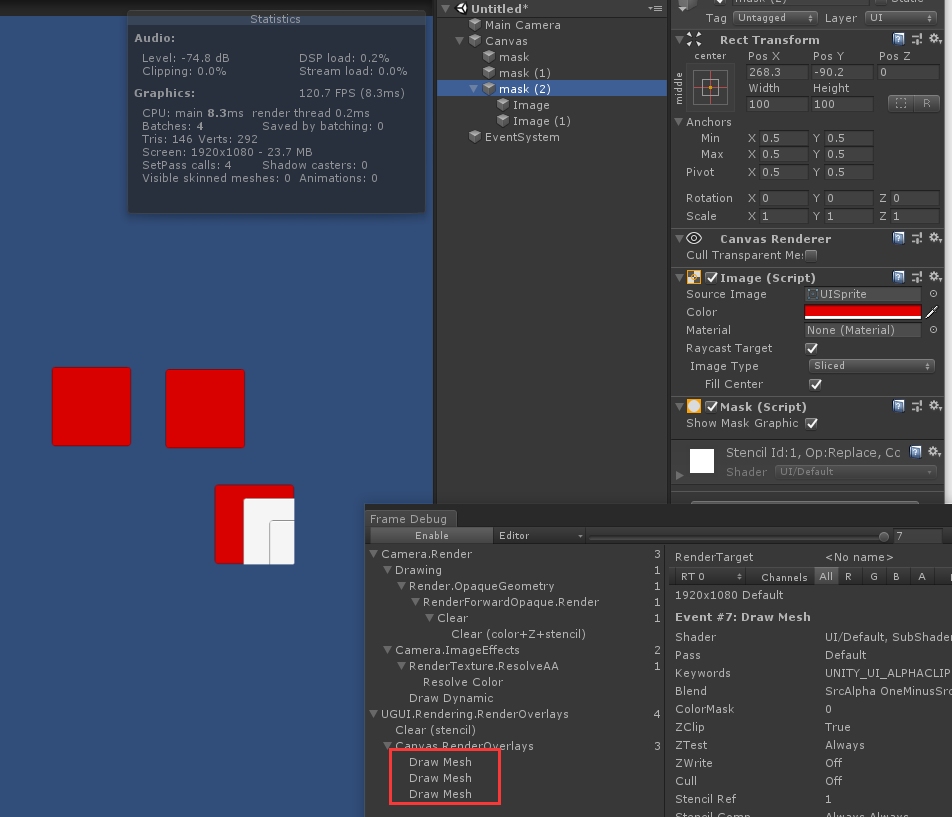 Statistics
Audio:
Level: -74.8 dB DSP load: 0.2%
Clipping: 0.0% Stream load: 0.0%
Graphics: 120.7 FPS (8.3ms)
CPU: main 8.3ms render thread 0.2ms
Batches: 4 Saved by batching: 0
Tris: 146 Verts: 292
Screen: 1920x1080 - 23.7 MB
SetPass calls: 4 Shadow casters: 0
Visible skinned meshes: 0 Animations: 0
Untitled*
Main Camera
Canvas
mask
mask (1)
mask (2)
Image
Image (1)
EventSystem
Tag Untagged Layer UI
Rect Transform
center Pos X Pos Y Pos Z
middle
268.3 -90.2 0
Width Height
100 100 R
Anchors
Min X 0.5 Y 0.5
Max X 0.5 Y 0.5
Pivot X 0.5 Y 0.5
Rotation X 0 Y 0 Z 0
Scale X 1 Y 1 Z 1
Canvas Renderer
Cull Transparent Me
Image (Script)
Source Image UISprite
Color
Material None (Material)
Raycast Target
Image Type Sliced
Fill Center
Mask (Script)
Show Mask Graphic
Stencil Id:1, Op:Replace, Cc
Shader UI/Default
Frame Debug
Enable Editor 7
Camera.Render 3
Drawing 1
Render.OpaqueGeometry 1
RenderForwardOpaque.Render 1
Clear 1
Clear (color+Z+stencil)
Camera.ImageEffects 2
RenderTexture.ResolveAA 1
Resolve Color
Draw Dynamic
UGUI.Rendering.RenderOverlays 4
Clear (stencil)
Canvas.RenderOverlays 3
Draw Mesh
Draw Mesh
Draw Mesh
RenderTarget <No name>
RT 0 Channels All R G B A
1920x1080 Default
Event #7: Draw Mesh
Shader UI/Default, SubShader
Pass Default
Keywords UNITY_UI_ALPHACLIP
Blend SrcAlpha OneMinusSrc
ColorMask 0
ZClip True
ZTest Always
ZWrite Off
Cull Off
Stencil Ref 1
Stencil Comp Always Always